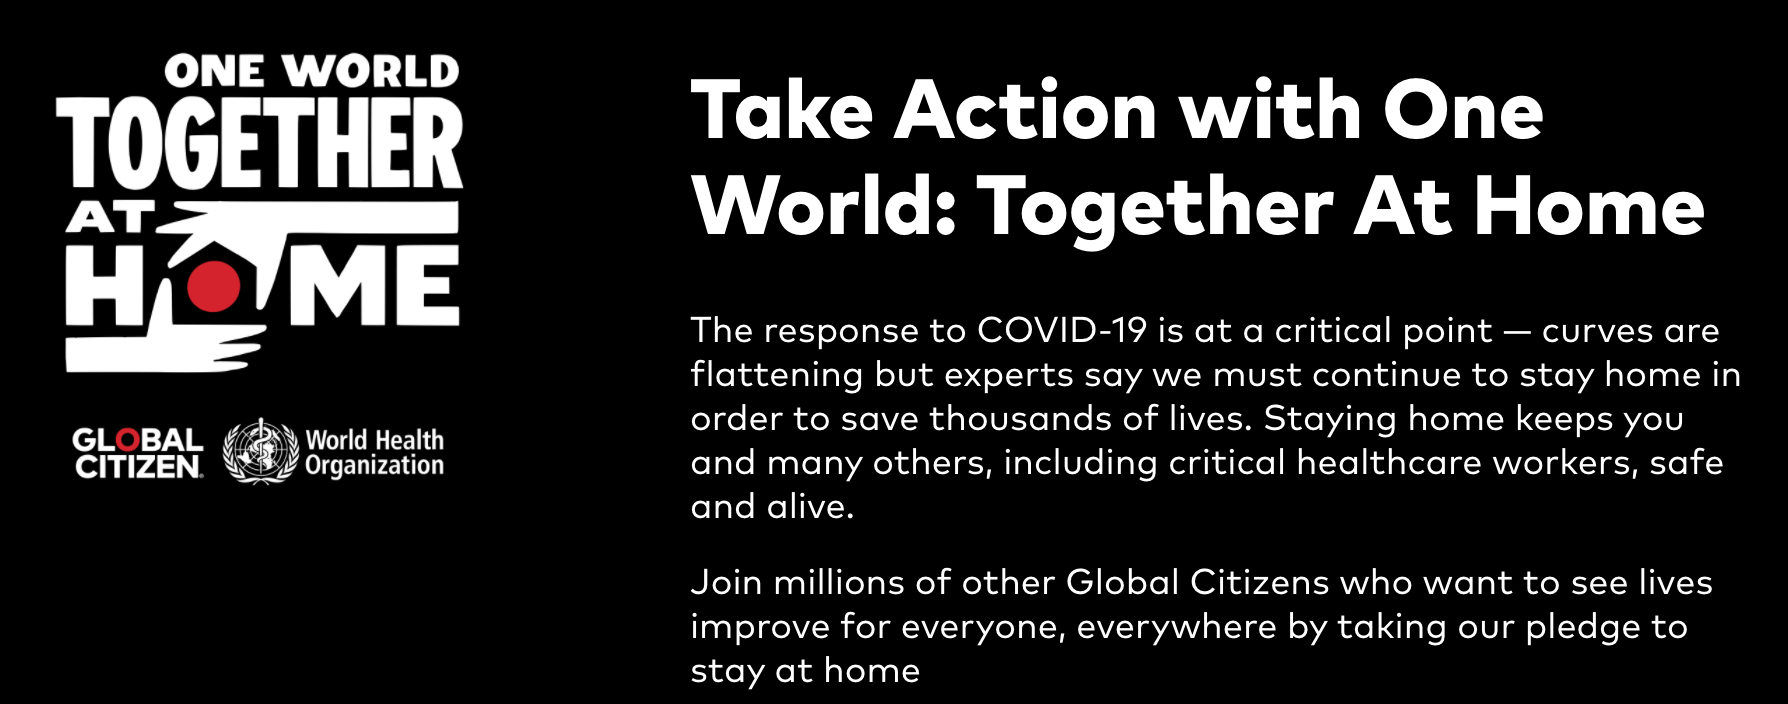 ONE WORLD
TOGETHER
AT
HOME
GLOBAL
CITIZEN
World Health
Organization
Take Action with One
World: Together At Home
The response to COVID-19 is at a critical point — curves are
flattening but experts say we must continue to stay home in
order to save thousands of lives. Staying home keeps you
and many others, including critical healthcare workers, safe
and alive.
Join millions of other Global Citizens who want to see lives
improve for everyone, everywhere by taking our pledge to
stay at home